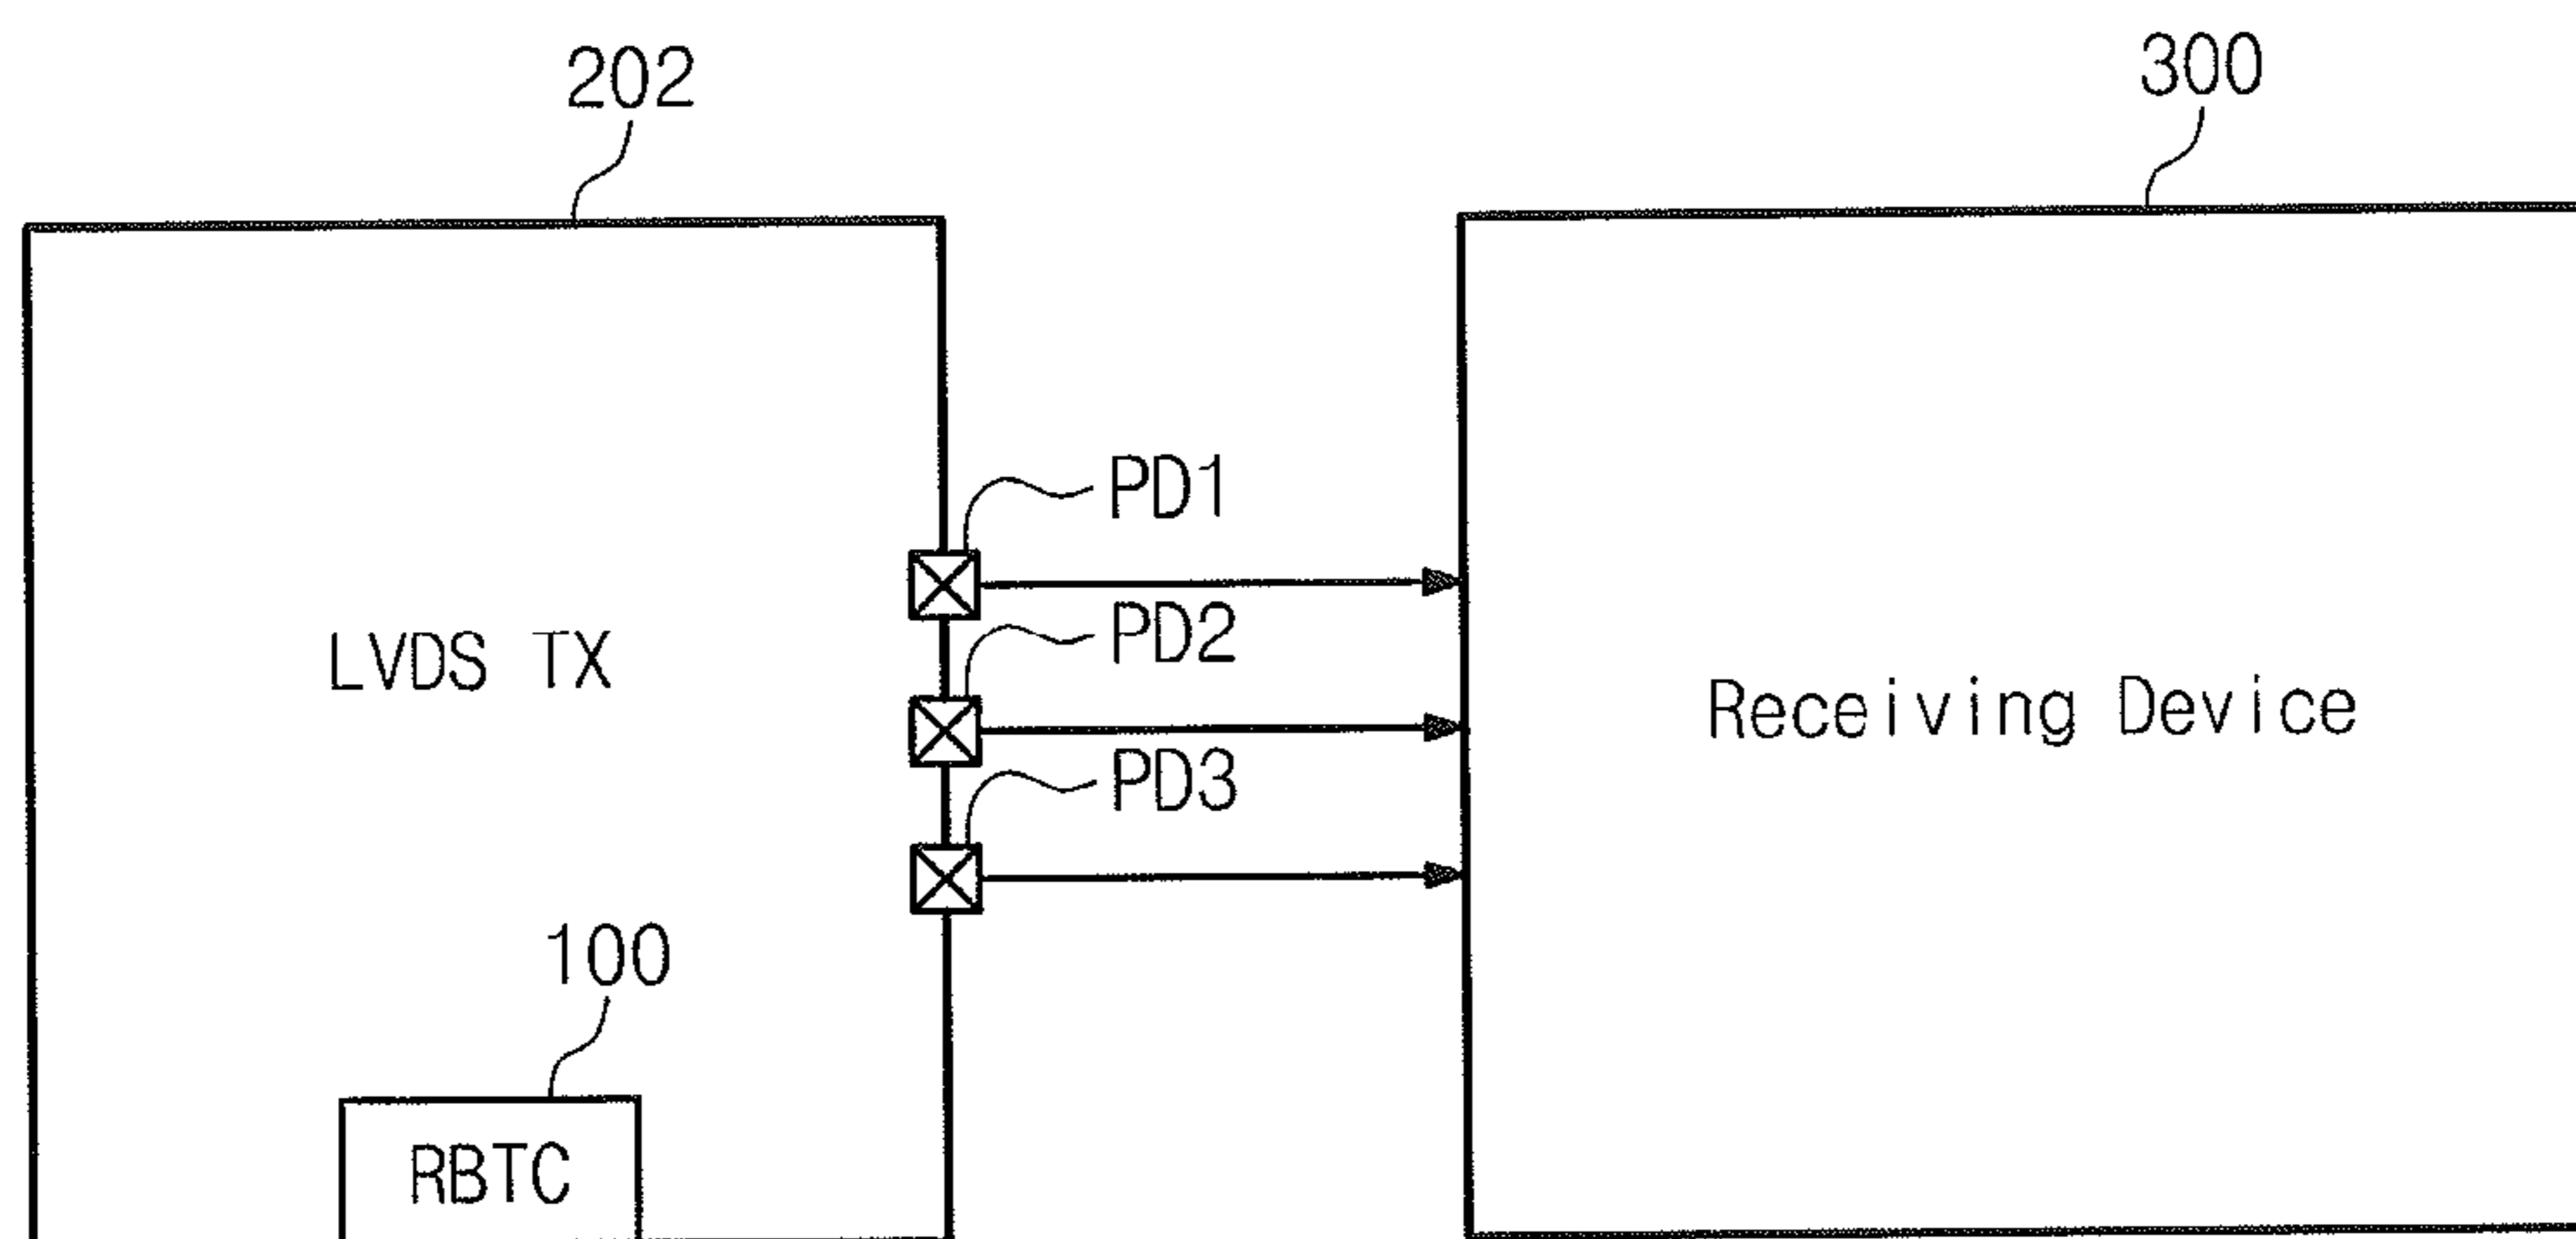 202
300
PD1
PD2
LVDS TX
Receiving Device
PD3
100
RBTC